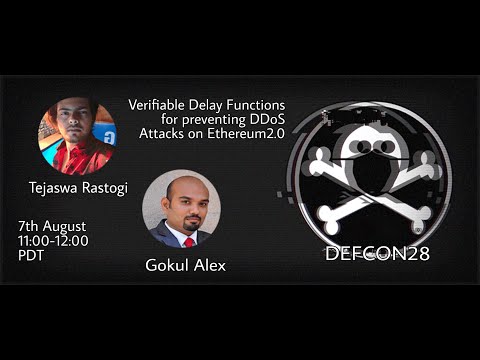 Verifiable Delay Functions
for preventing DDoS
Attacks on Ethereum2.0
Tejaswa Rastogi
7th August
11:00-12:00
PDT
Gokul Alex
DEFCON28